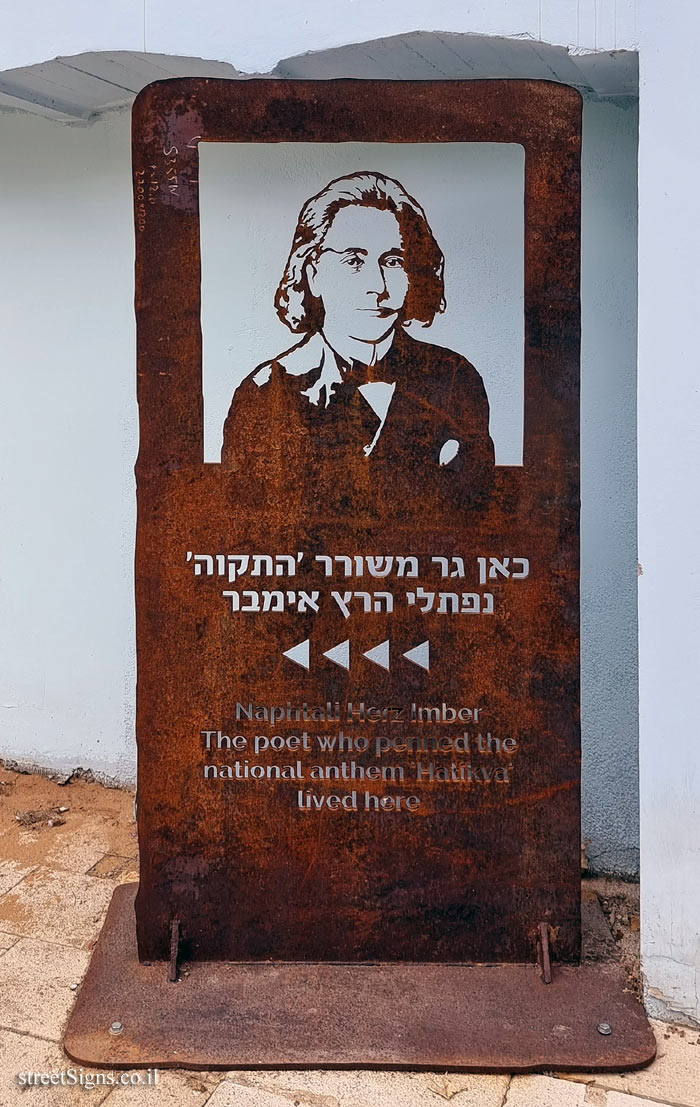 כאן גר משורר 'התקוה'
נפתלי הרץ אימבר
Naphtali Herz Imber
The poet who penned the
national anthem 'Hatikva'
lived here
streetSigns.co.il